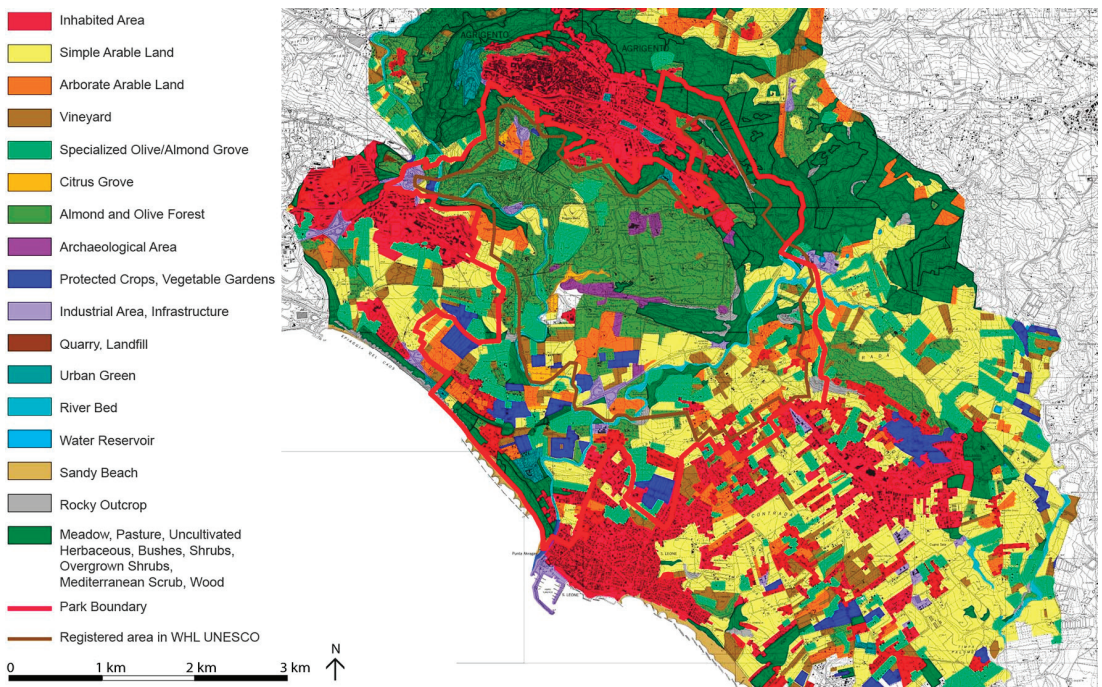 Inhabited Area
Simple Arable Land
Arborate Arable Land
Vineyard
Specialized Olive/Almond Grove
Citrus Grove
Almond and Olive Forest
Archaeological Area
Protected Crops, Vegetable Gardens
Industrial Area, Infrastructure
Quarry, Landfill
Urban Green
River Bed
Water Reservoir
Sandy Beach
Rocky Outcrop
Meadow, Pasture, Uncultivated
Herbaceous, Bushes, Shrubs,
Overgrown Shrubs,
Mediterranean Scrub, Wood
Park Boundary
Registered area in WHL UNESCO
0 1 km 2 km 3 km
N
AGRIGENTO
AGRIGENTO
S. LEONE
S. LEONE
CONTRADA